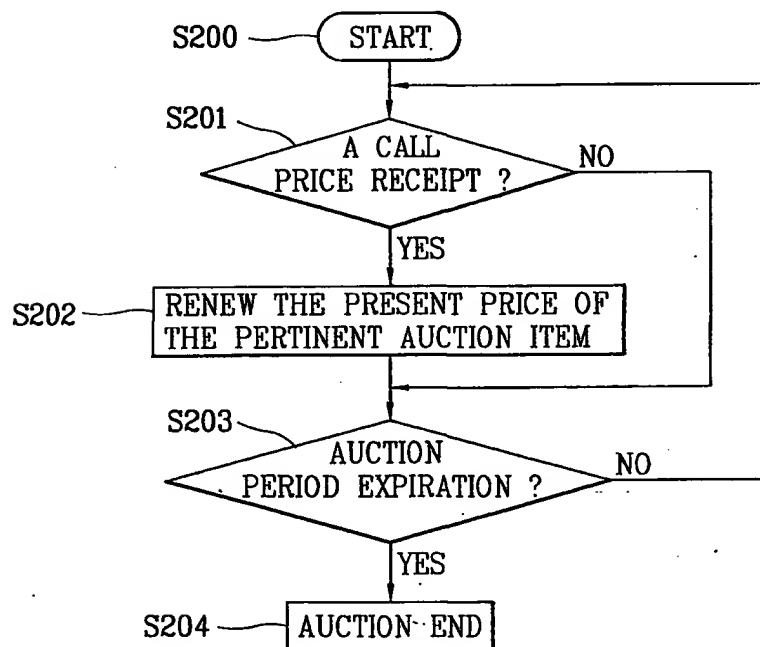 S200
START
S201
A CALL
PRICE RECEIPT ?
NO
YES
S202
RENEW THE PRESENT PRICE OF
THE PERTINENT AUCTION ITEM
S203
AUCTION
PERIOD EXPIRATION ?
NO
YES
S204
AUCTION END